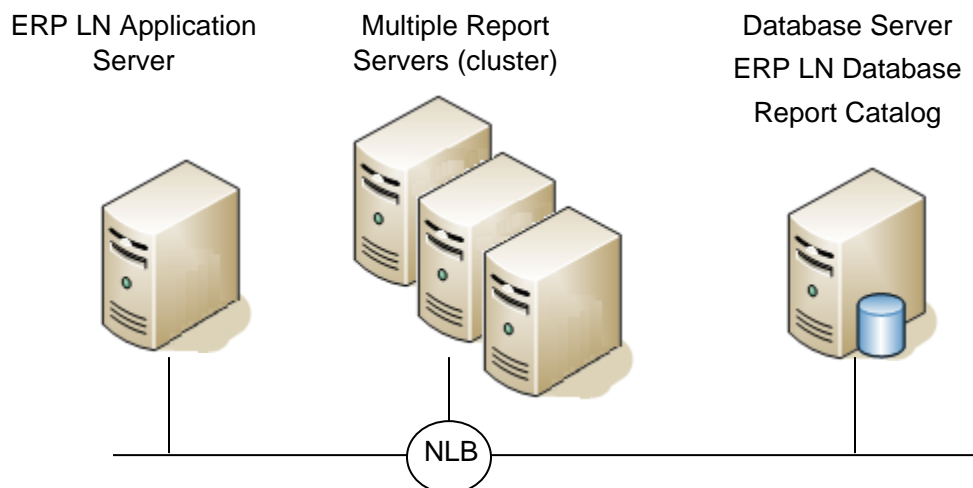 ERP LN Application
Server
Multiple Report
Servers (cluster)
Database Server
ERP LN Database
Report Catalog
NLB